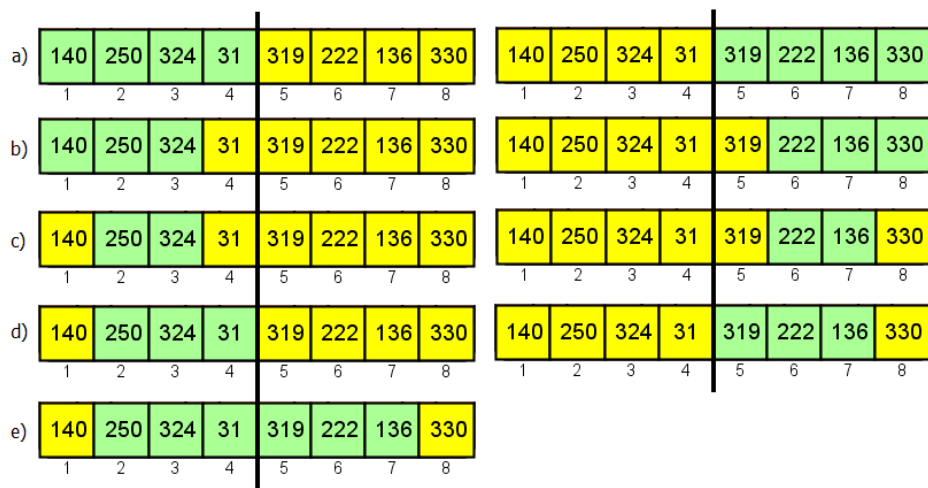 a) 140 250 324 31 319 222 136 330 140 250 324 31 319 222 136 330
1 2 3 4 5 6 7 8 1 2 3 4 5 6 7 8
b) 140 250 324 31 319 222 136 330 140 250 324 31 319 222 136 330
1 2 3 4 5 6 7 8 1 2 3 4 5 6 7 8
c) 140 250 324 31 319 222 136 330 140 250 324 31 319 222 136 330
1 2 3 4 5 6 7 8 1 2 3 4 5 6 7 8
d) 140 250 324 31 319 222 136 330 140 250 324 31 319 222 136 330
1 2 3 4 5 6 7 8 1 2 3 4 5 6 7 8
e) 140 250 324 31 319 222 136 330
1 2 3 4 5 6 7 8